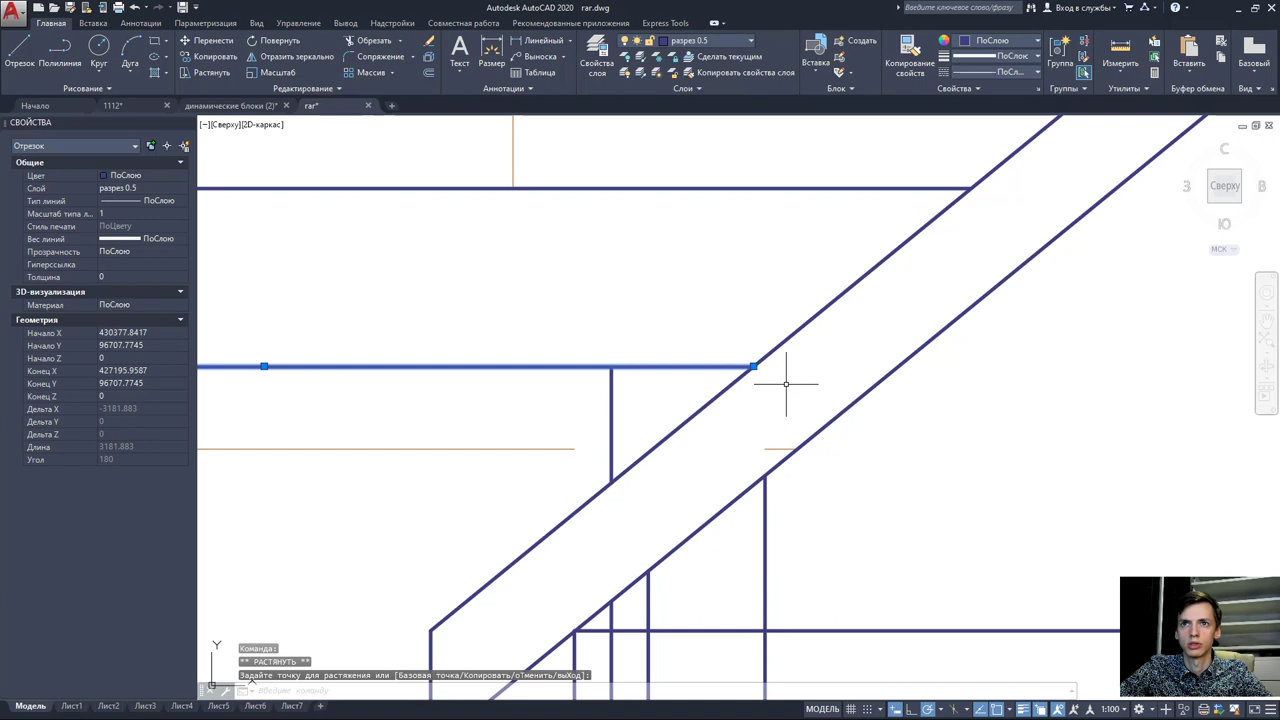 Autodesk AutoCAD 2020 rar.dwg
Введите ключевое слово/фразу
Вход в службы
Главная Вставка Аннотации Параметризация Вид Управление Вывод Надстройки Совместная работа Рекомендованные приложения Express Tools
Отрезок Полилиния Круг Дуга
Перенести Повернуть Обрезать
Копировать Отразить зеркально Сопряжение
Растянуть Масштаб Массив
Текст Размер
Линейный
Выноска
Таблица
Свойства слоя
разрез 0.5
Сделать текущим
Копировать свойства слоя
Вставка
Создать
Копирование свойств
ПоСлою
ПоСлою
ПоСл...
Группа
Измерить
Вставить
Базовый
Рисование Редактирование Аннотации Слои Блок Свойства Группы Утилиты Буфер обмена Вид
Начало 1112* динамические блоки (2)* rar*
СВОЙСТВА
[−][Сверху][2D-каркас]
Отрезок
Общие
Цвет ПоСлою
Слой разрез 0.5
Тип линий ПоСлою
Масштаб типа л... 1
Стиль печати ПоЦвету
Вес линий ПоСлою
Прозрачность ПоСлою
Гиперссылка
Толщина 0
3D-визуализация
Материал ПоСлою
Геометрия
Начало X 430377.8417
Начало Y 96707.7745
Начало Z 0
Конец X 427195.9587
Конец Y 96707.7745
Конец Z 0
Дельта X -3181.883
Дельта Y 0
Дельта Z 0
Длина 3181.883
Угол 180
С
З Сверху В
Ю
МСК
Y
Команда:
** РАСТЯНУТЬ **
Задайте точку для растяжения или [Базовая точка/Копировать/оТменить/выХод]:
Введите команду
Модель Лист1 Лист2 Лист3 Лист4 Лист5 Лист6 Лист7 +
МОДЕЛЬ 1:100